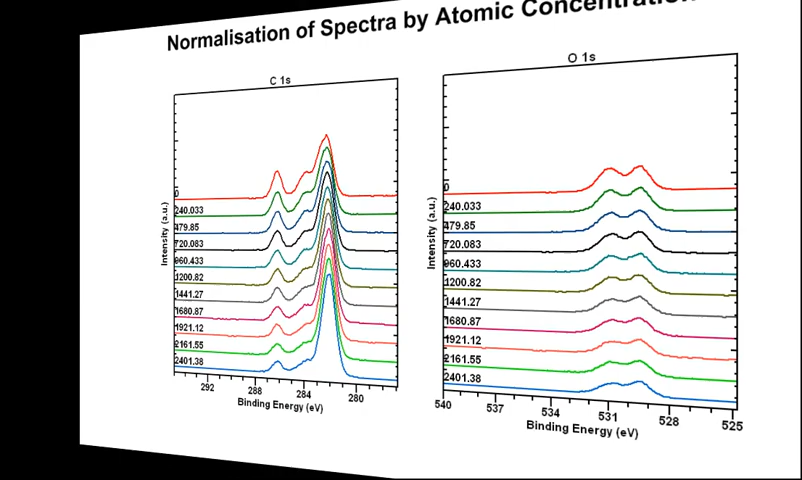 Normalisation of Spectra by Atomic Concentration
C 1s
O 1s
Intensity (a.u.)
0
240.033
479.85
720.083
960.433
1200.82
1441.27
1680.87
1921.12
2161.55
2401.38
292 288 284 280
Binding Energy (eV)
Intensity (a.u.)
0
240.033
479.85
720.083
960.433
1200.82
1441.27
1680.87
1921.12
2161.55
2401.38
540 537 534 531 528 525
Binding Energy (eV)